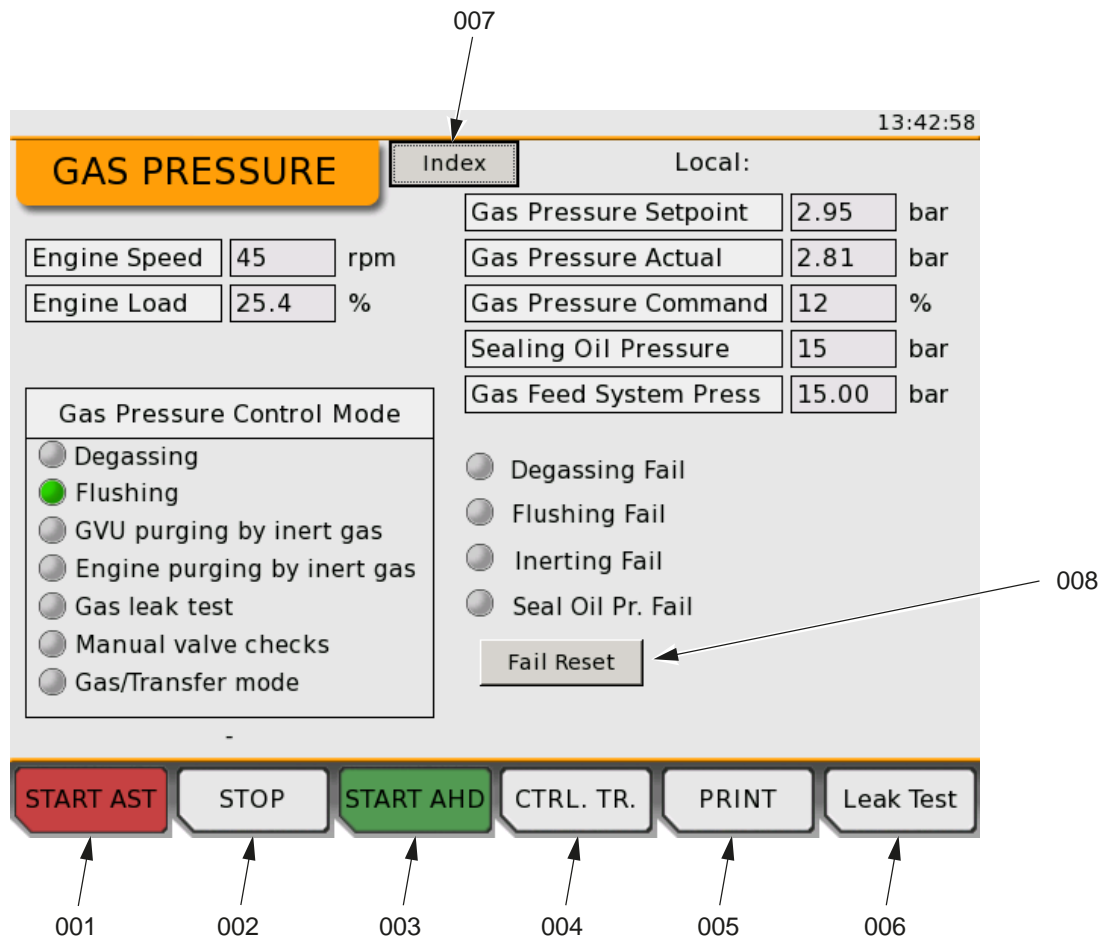 007
13:42:58
GAS PRESSURE
Index
Local:
Gas Pressure Setpoint 2.95 bar
Engine Speed 45 rpm
Gas Pressure Actual 2.81 bar
Engine Load 25.4 %
Gas Pressure Command 12 %
Sealing Oil Pressure 15 bar
Gas Feed System Press 15.00 bar
Gas Pressure Control Mode
Degassing
Flushing
GVU purging by inert gas
Engine purging by inert gas
Gas leak test
Manual valve checks
Gas/Transfer mode
-
Degassing Fail
Flushing Fail
Inerting Fail
Seal Oil Pr. Fail
Fail Reset
008
START AST
STOP
START AHD
CTRL. TR.
PRINT
Leak Test
001
002
003
004
005
006